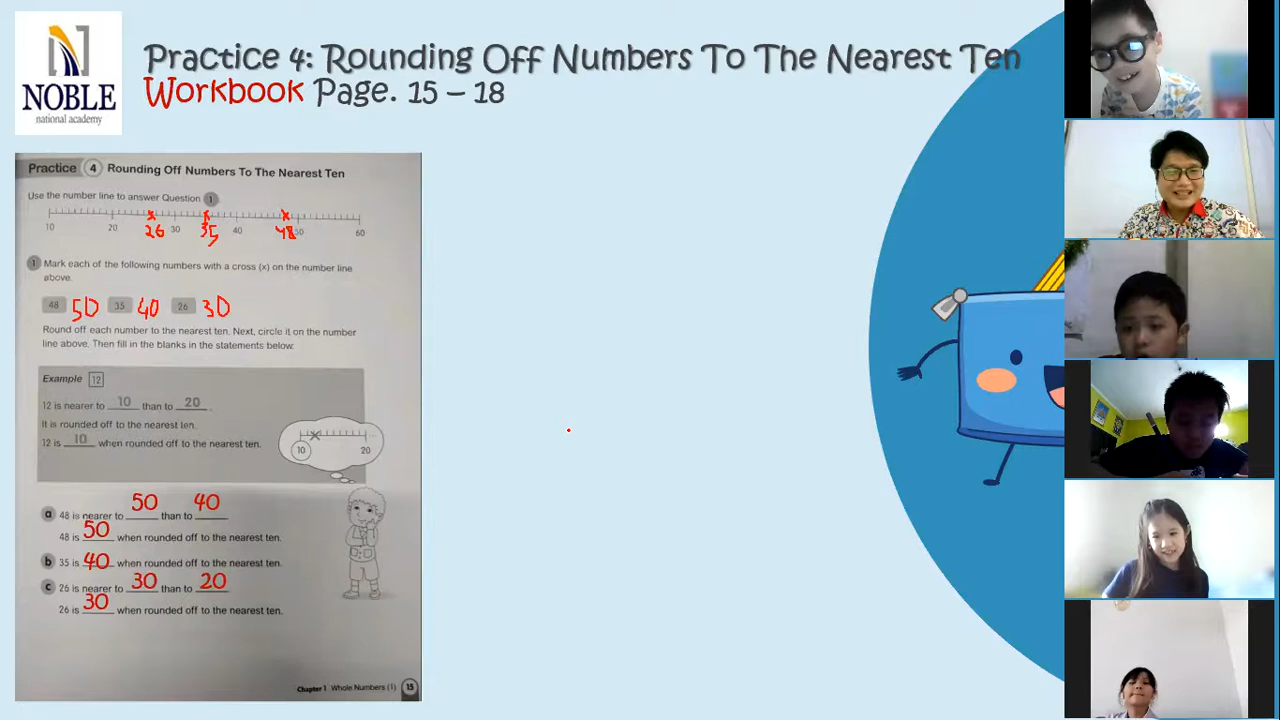 NOBLE
national academy
Practice 4: Rounding Off Numbers To The Nearest Ten
Workbook Page. 15 – 18
Practice 4 Rounding Off Numbers To The Nearest Ten
Use the number line to answer Question 1
10 20 26 30 35 40 48 50 60
1 Mark each of the following numbers with a cross (x) on the number line
above.
48 50 35 40 26 30
Round off each number to the nearest ten. Next, circle it on the number
line above. Then fill in the blanks in the statements below.
Example 12
12 is nearer to 10 than to 20.
It is rounded off to the nearest ten.
12 is 10 when rounded off to the nearest ten.
10 20
a 48 is nearer to 50 than to 40
48 is 50 when rounded off to the nearest ten.
b 35 is 40 when rounded off to the nearest ten.
c 26 is nearer to 30 than to 20
26 is 30 when rounded off to the nearest ten.
Chapter 1 Whole Numbers (1) 15